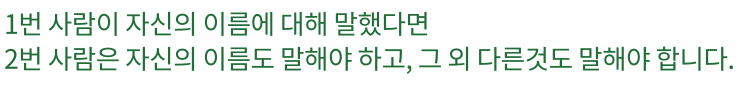 1번 사람이 자신의 이름에 대해 말했다면
2번 사람은 자신의 이름도 말해야 하고, 그 외 다른것도 말해야 합니다.